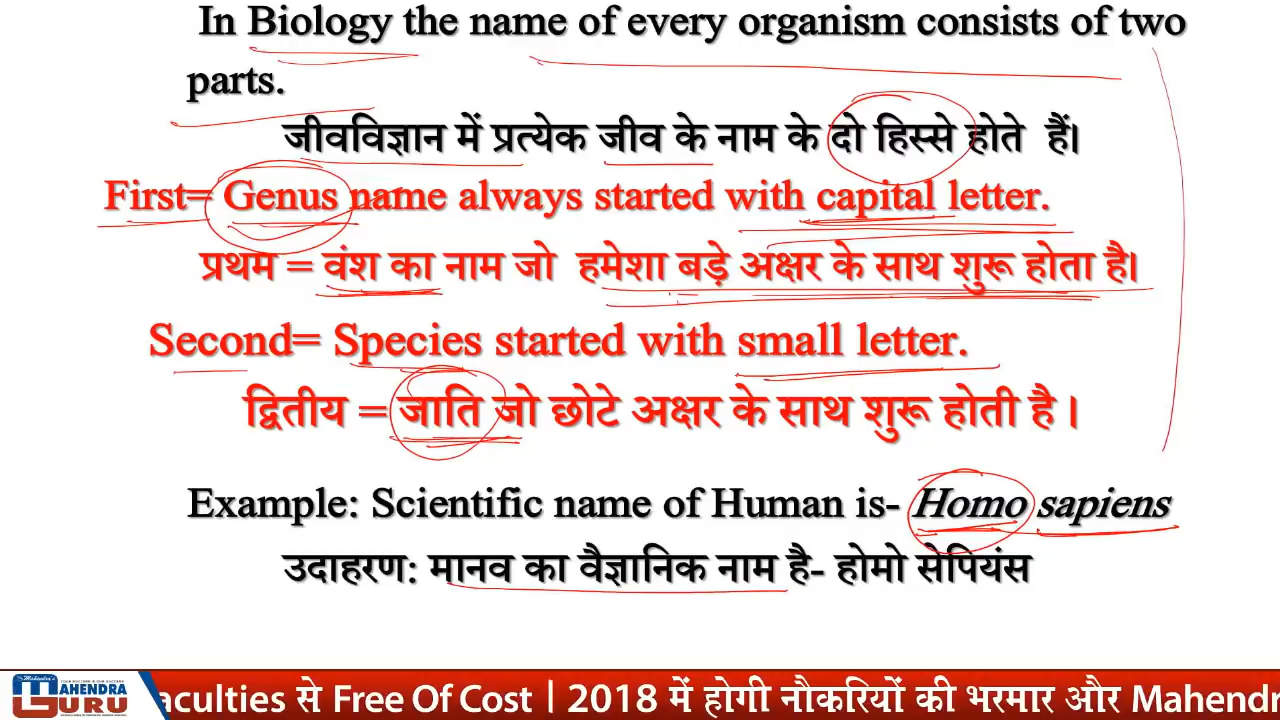 In Biology the name of every organism consists of two
parts.
जीवविज्ञान में प्रत्येक जीव के नाम के दो हिस्से होते हैं।
First= Genus name always started with capital letter.
प्रथम = वंश का नाम जो हमेशा बड़े अक्षर के साथ शुरू होता है।
Second= Species started with small letter.
द्वितीय = जाति जो छोटे अक्षर के साथ शुरू होती है।
Example: Scientific name of Human is- Homo sapiens
उदाहरण: मानव का वैज्ञानिक नाम है- होमो सेपियंस
MAHENDRA
GURU
aculties से Free Of Cost | 2018 में होगी नौकरियों की भरमार और Mahendr